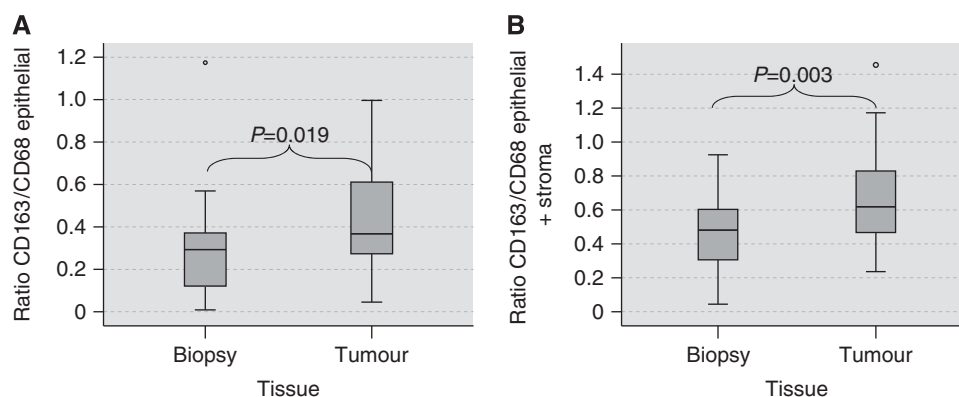 A
Ratio CD163/CD68 epithelial
1.2
1.0
0.8
0.6
0.4
0.2
0
P=0.019
Biopsy
Tumour
Tissue
B
Ratio CD163/CD68 epithelial
+ stroma
1.4
1.2
1.0
0.8
0.6
0.4
0.2
0
P=0.003
Biopsy
Tumour
Tissue